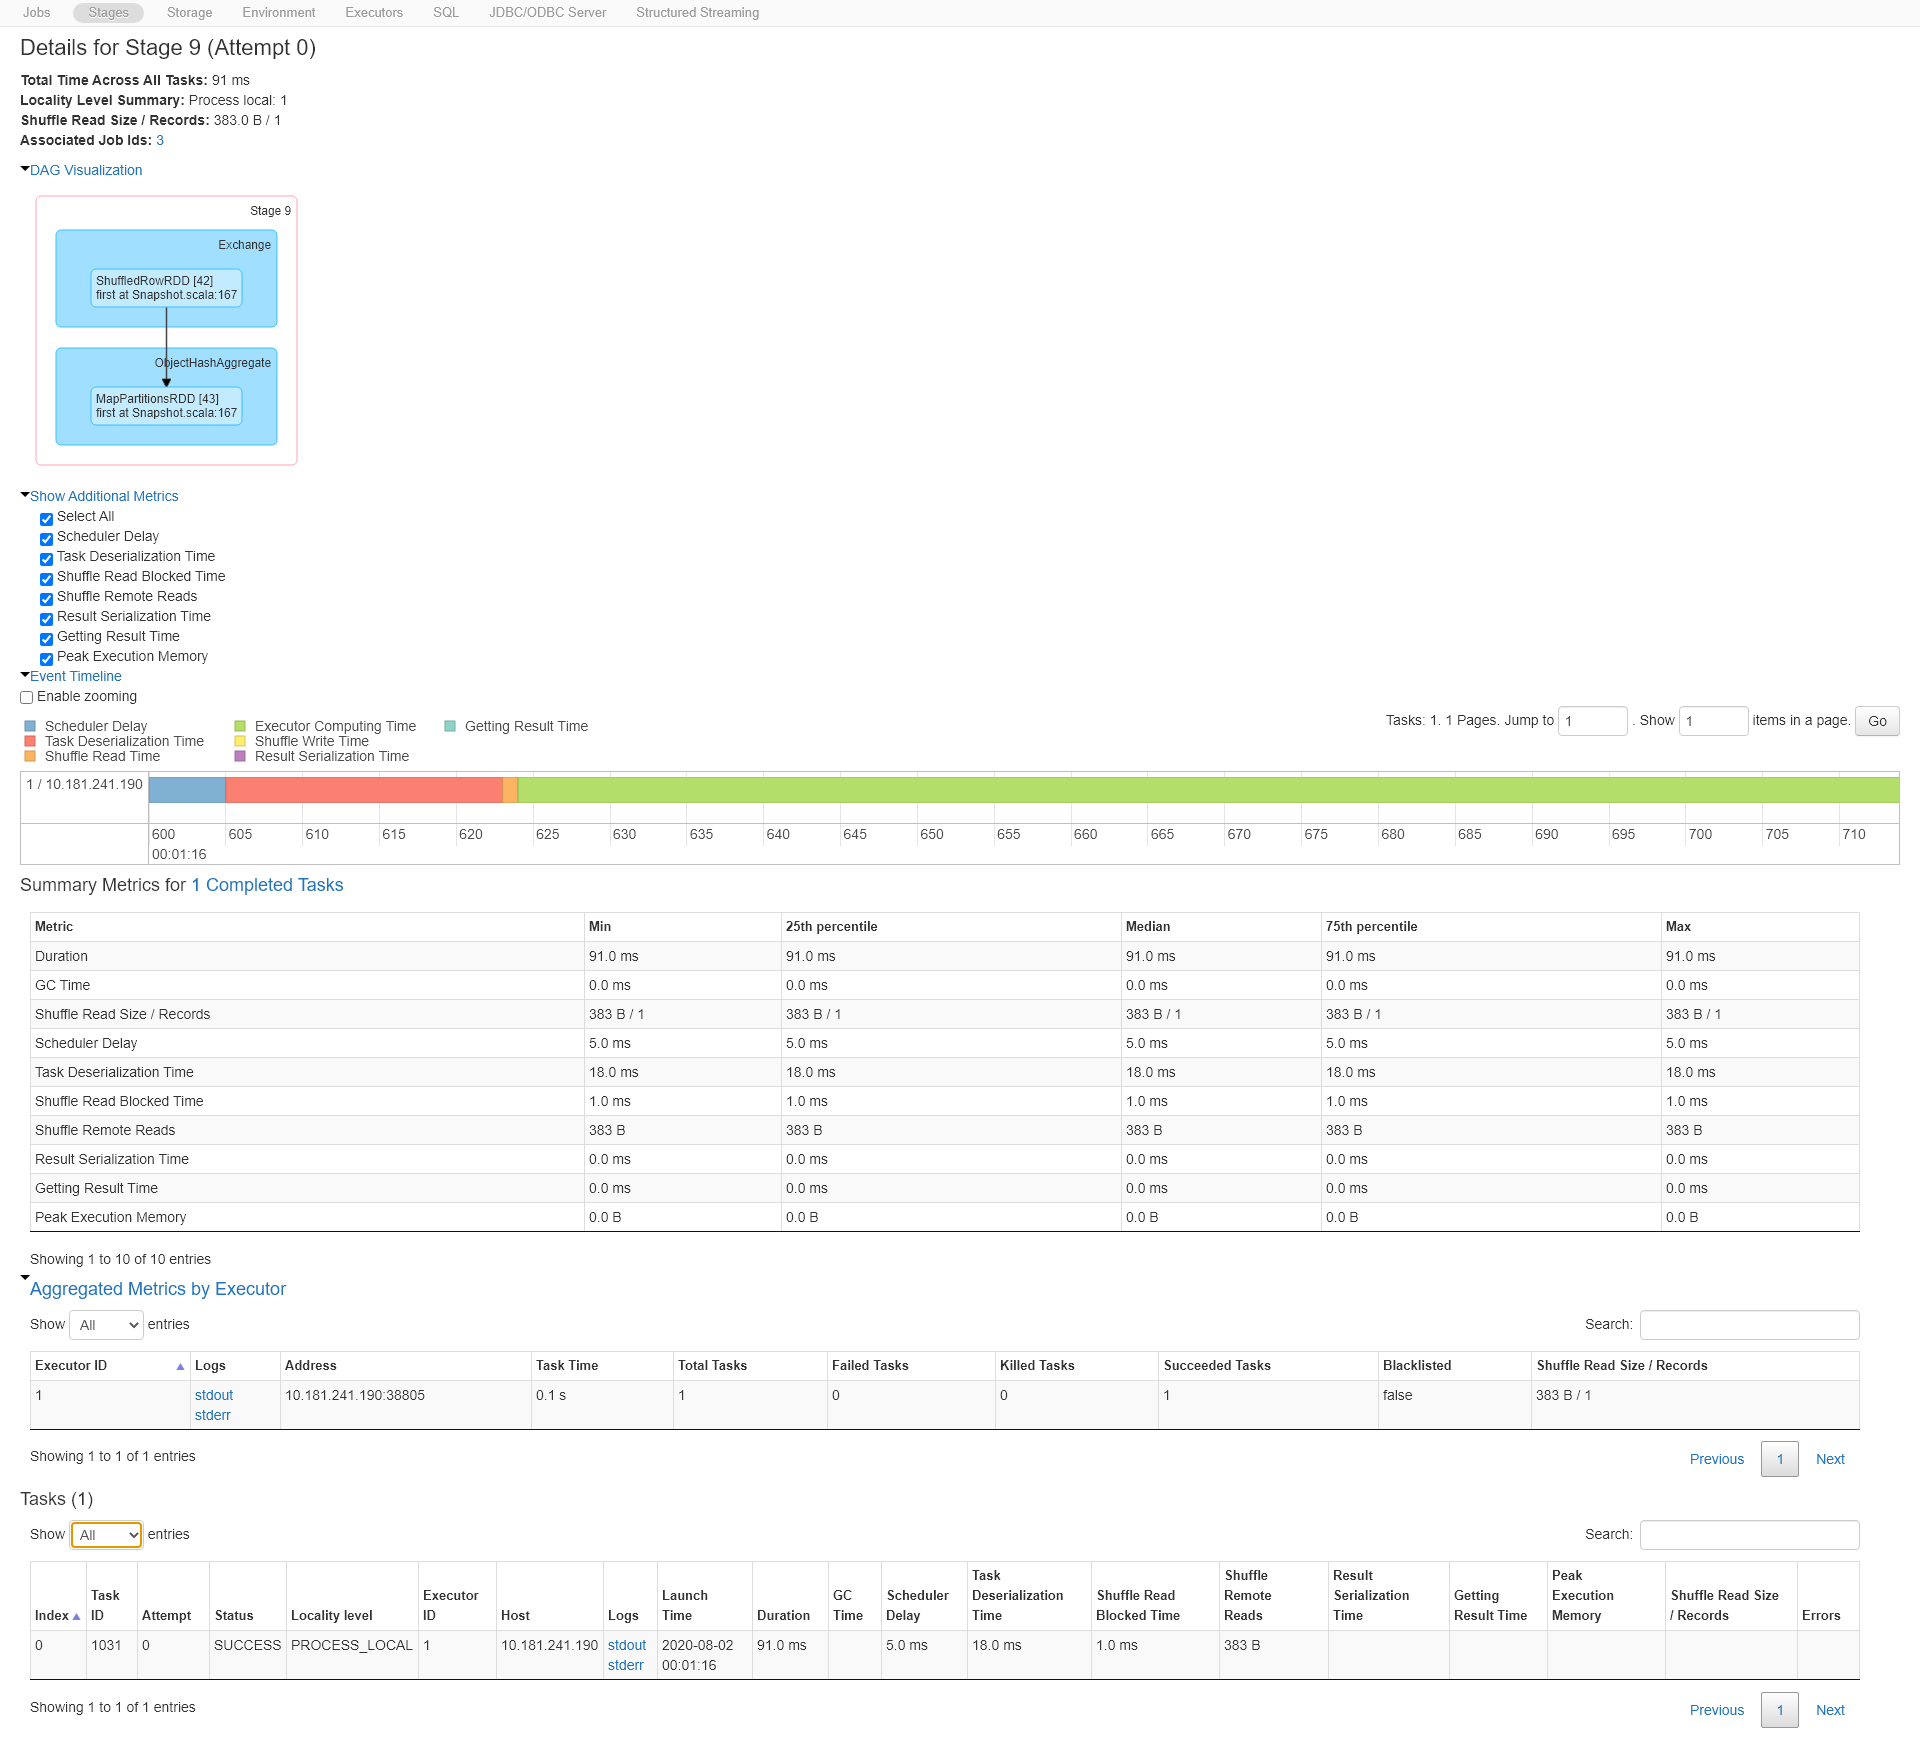 Jobs Stages Storage Environment Executors SQL JDBC/ODBC Server Structured Streaming
Details for Stage 9 (Attempt 0)
Total Time Across All Tasks: 91 ms
Locality Level Summary: Process local: 1
Shuffle Read Size / Records: 383.0 B / 1
Associated Job Ids: 3
DAG Visualization
Stage 9
Exchange
ShuffledRowRDD [42]
first at Snapshot.scala:167
ObjectHashAggregate
MapPartitionsRDD [43]
first at Snapshot.scala:167
Show Additional Metrics
Select All
Scheduler Delay
Task Deserialization Time
Shuffle Read Blocked Time
Shuffle Remote Reads
Result Serialization Time
Getting Result Time
Peak Execution Memory
Event Timeline
Enable zooming
Tasks: 1. 1 Pages. Jump to 1 . Show 1 items in a page. Go
Scheduler Delay Executor Computing Time Getting Result Time
Task Deserialization Time Shuffle Write Time
Shuffle Read Time Result Serialization Time
1 / 10.181.241.190
600 605 610 615 620 625 630 635 640 645 650 655 660 665 670 675 680 685 690 695 700 705 710
00:01:16
Summary Metrics for 1 Completed Tasks
Metric Min 25th percentile Median 75th percentile Max
Duration 91.0 ms 91.0 ms 91.0 ms 91.0 ms 91.0 ms
GC Time 0.0 ms 0.0 ms 0.0 ms 0.0 ms 0.0 ms
Shuffle Read Size / Records 383 B / 1 383 B / 1 383 B / 1 383 B / 1 383 B / 1
Scheduler Delay 5.0 ms 5.0 ms 5.0 ms 5.0 ms 5.0 ms
Task Deserialization Time 18.0 ms 18.0 ms 18.0 ms 18.0 ms 18.0 ms
Shuffle Read Blocked Time 1.0 ms 1.0 ms 1.0 ms 1.0 ms 1.0 ms
Shuffle Remote Reads 383 B 383 B 383 B 383 B 383 B
Result Serialization Time 0.0 ms 0.0 ms 0.0 ms 0.0 ms 0.0 ms
Getting Result Time 0.0 ms 0.0 ms 0.0 ms 0.0 ms 0.0 ms
Peak Execution Memory 0.0 B 0.0 B 0.0 B 0.0 B 0.0 B
Showing 1 to 10 of 10 entries
Aggregated Metrics by Executor
Show All entries Search:
Executor ID Logs Address Task Time Total Tasks Failed Tasks Killed Tasks Succeeded Tasks Blacklisted Shuffle Read Size / Records
1 stdout 10.181.241.190:38805 0.1 s 1 0 0 1 false 383 B / 1
stderr
Showing 1 to 1 of 1 entries Previous 1 Next
Tasks (1)
Show All entries Search:
Task Shuffle Result Peak
Task Executor Launch GC Scheduler Deserialization Shuffle Read Remote Serialization Getting Execution Shuffle Read Size
Index ID Attempt Status Locality level ID Host Logs Time Duration Time Delay Time Blocked Time Reads Time Result Time Memory / Records Errors
0 1031 0 SUCCESS PROCESS_LOCAL 1 10.181.241.190 stdout 2020-08-02 91.0 ms 5.0 ms 18.0 ms 1.0 ms 383 B
stderr 00:01:16
Showing 1 to 1 of 1 entries Previous 1 Next